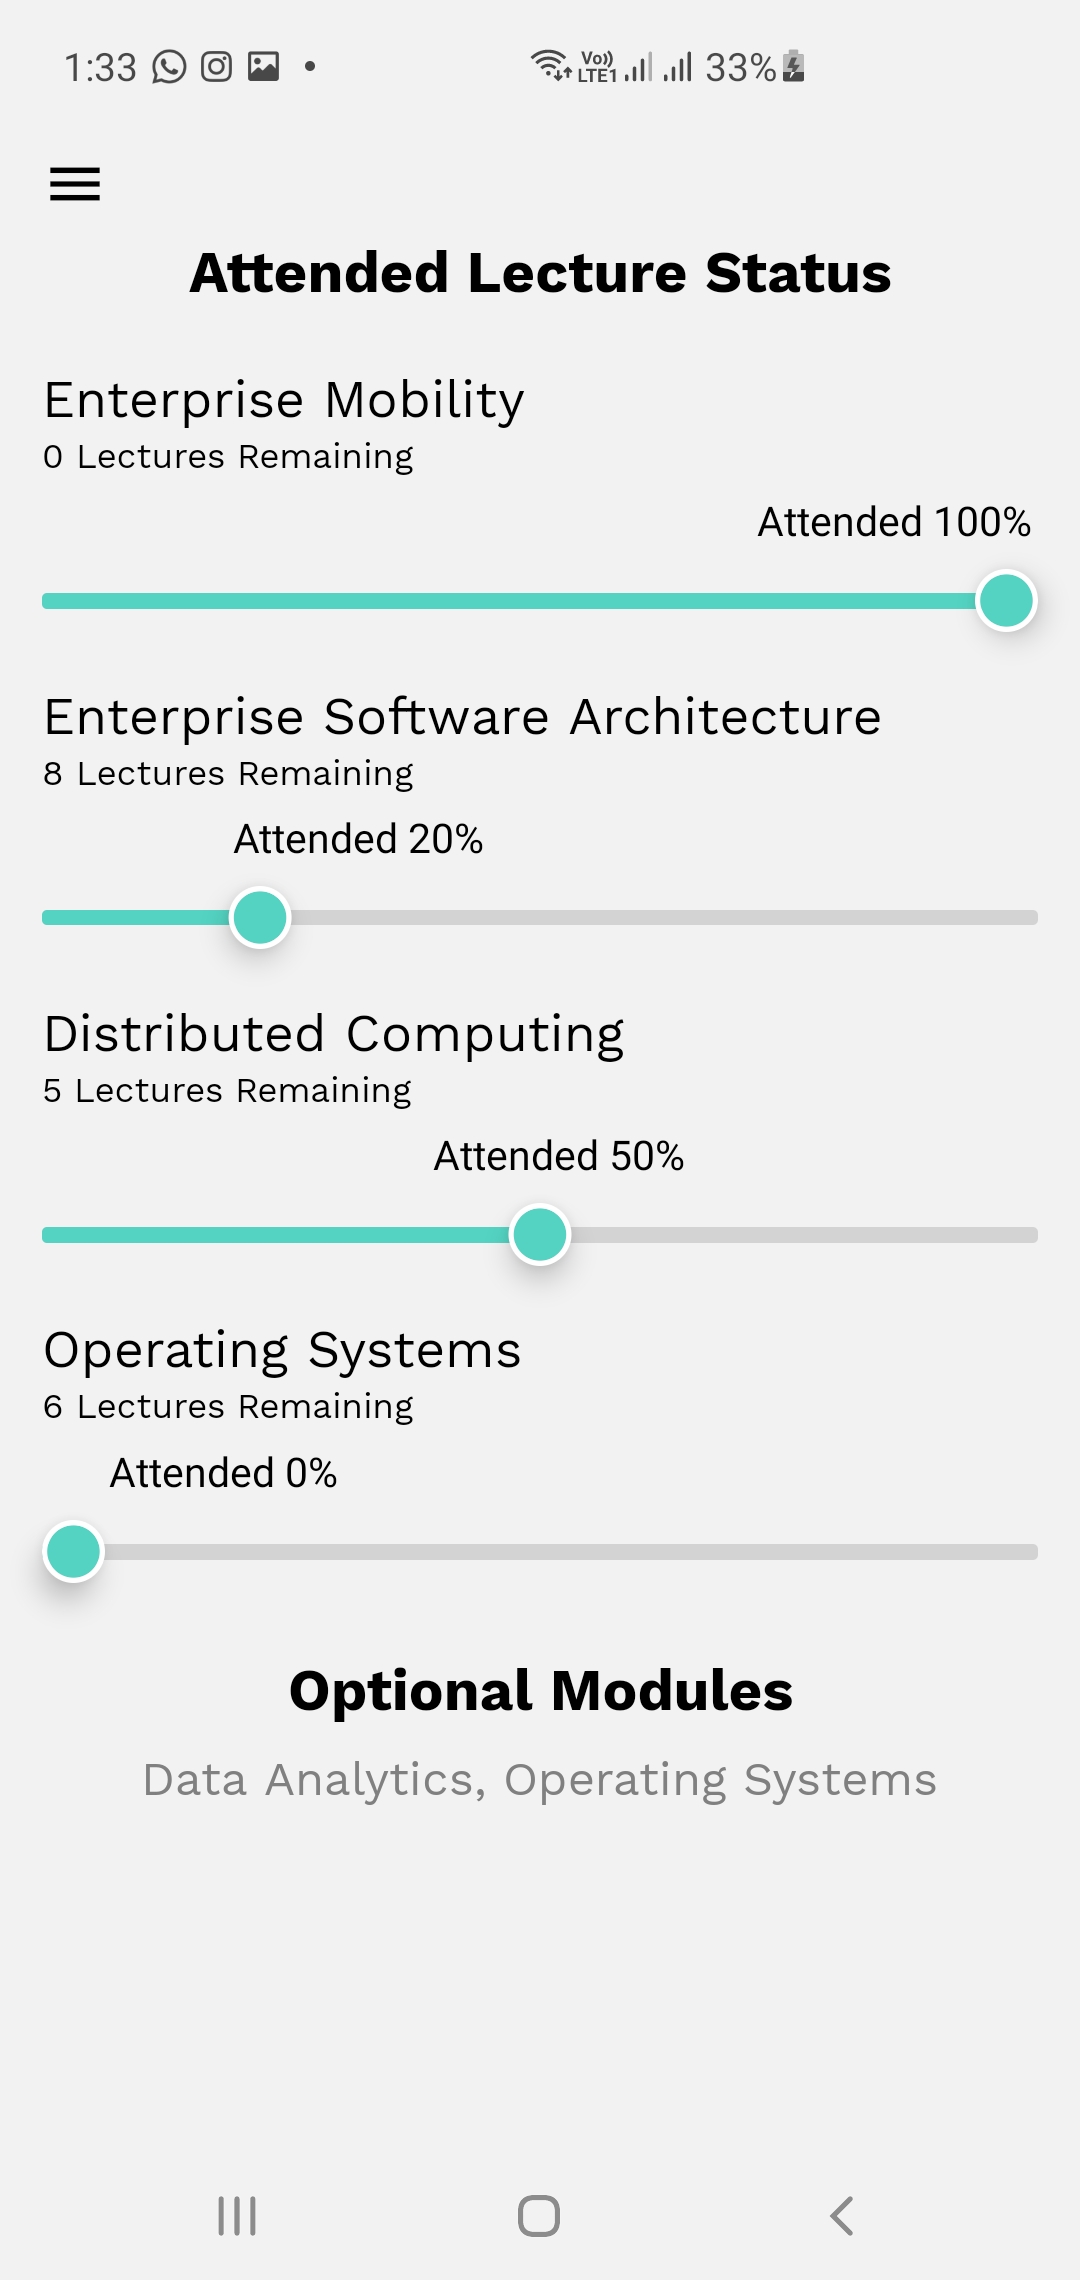 1:33
Vo)) LTE1 33%
Attended Lecture Status
Enterprise Mobility
0 Lectures Remaining
Attended 100%
Enterprise Software Architecture
8 Lectures Remaining
Attended 20%
Distributed Computing
5 Lectures Remaining
Attended 50%
Operating Systems
6 Lectures Remaining
Attended 0%
Optional Modules
Data Analytics, Operating Systems